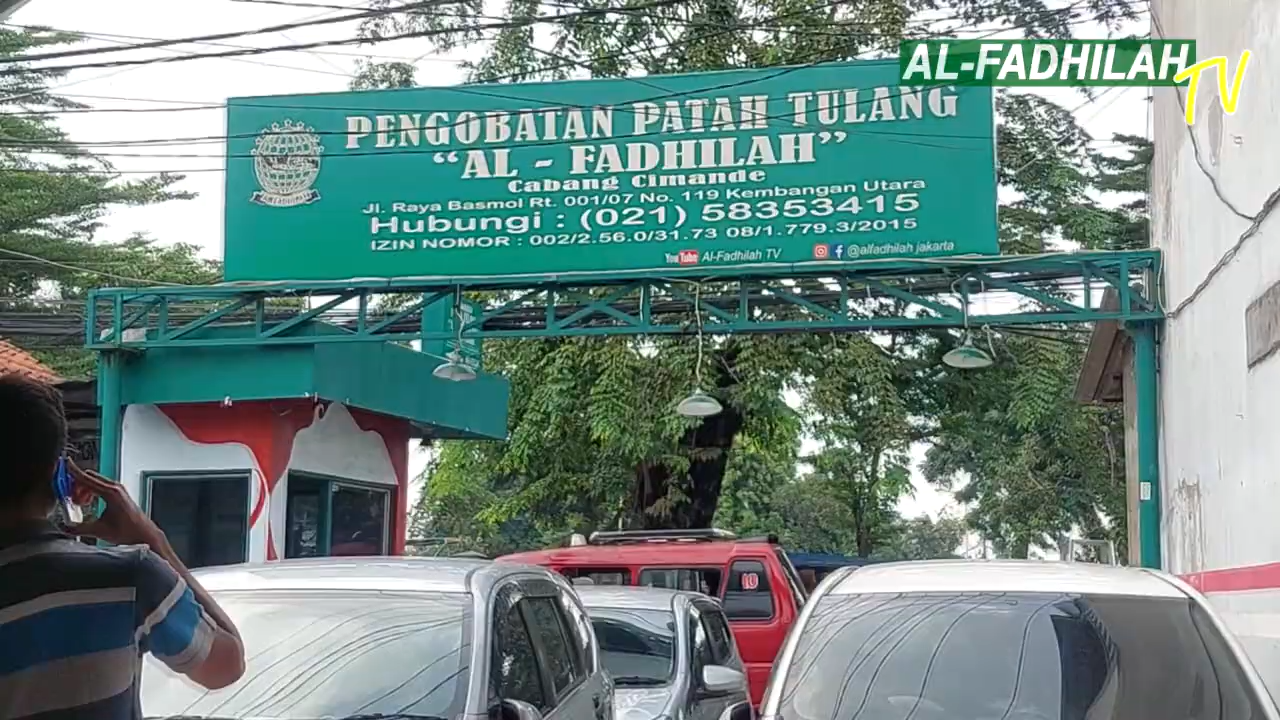 AL-FADHILAH TV
PENGOBATAN PATAH TULANG
"AL - FADHILAH"
Cabang Cimande
Jl. Raya Basmol Rt. 001/07 No. 119 Kembangan Utara
Hubungi : (021) 58353415
IZIN NOMOR : 002/2.56.0/31.73 08/1.779.3/2015
YouTube Al-Fadhilah TV @alfadhilah jakarta
10